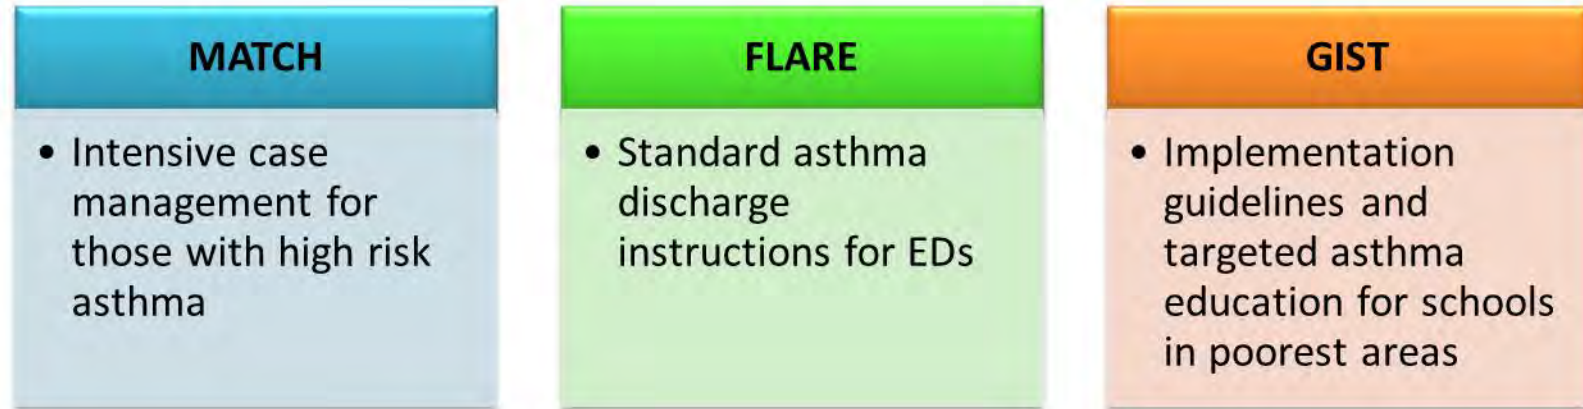 MATCH
• Intensive case
management for
those with high risk
asthma
FLARE
• Standard asthma
discharge
instructions for EDs
GIST
• Implementation
guidelines and
targeted asthma
education for schools
in poorest areas